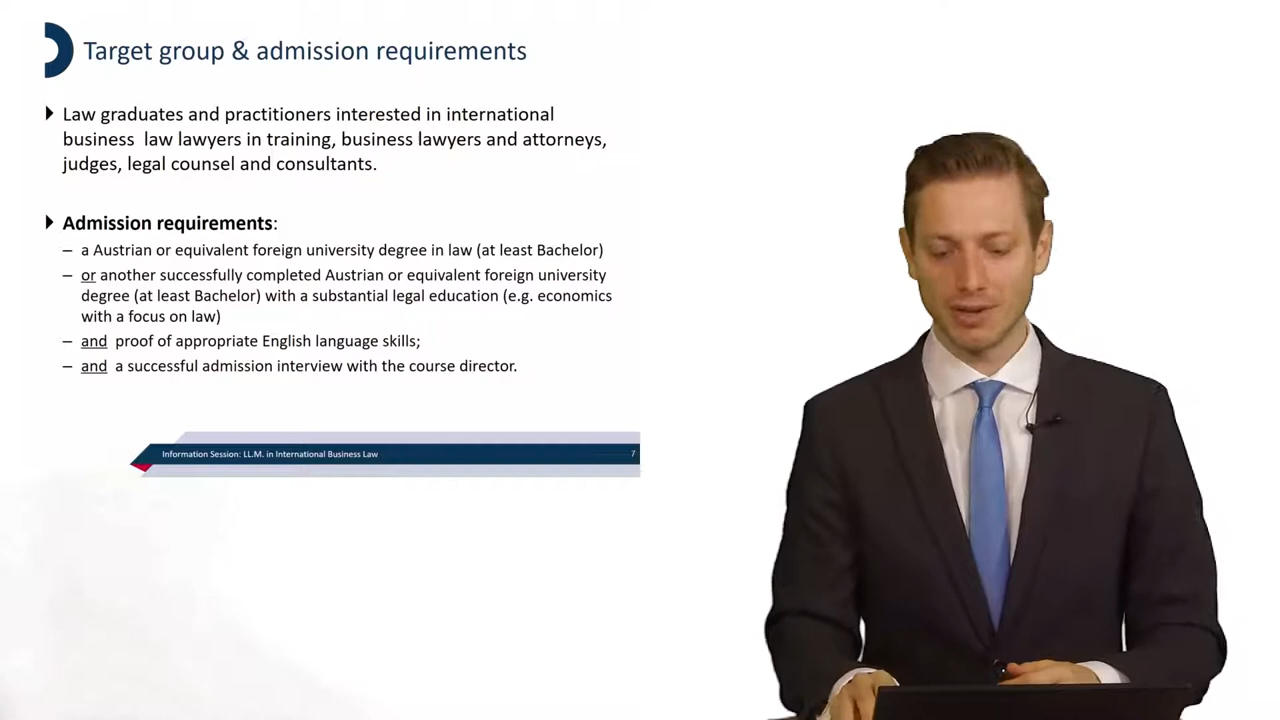 Target group & admission requirements
Law graduates and practitioners interested in international
business law lawyers in training, business lawyers and attorneys,
judges, legal counsel and consultants.
Admission requirements:
– a Austrian or equivalent foreign university degree in law (at least Bachelor)
– or another successfully completed Austrian or equivalent foreign university
degree (at least Bachelor) with a substantial legal education (e.g. economics
with a focus on law)
– and proof of appropriate English language skills;
– and a successful admission interview with the course director.
Information Session: LL.M. in International Business Law
7